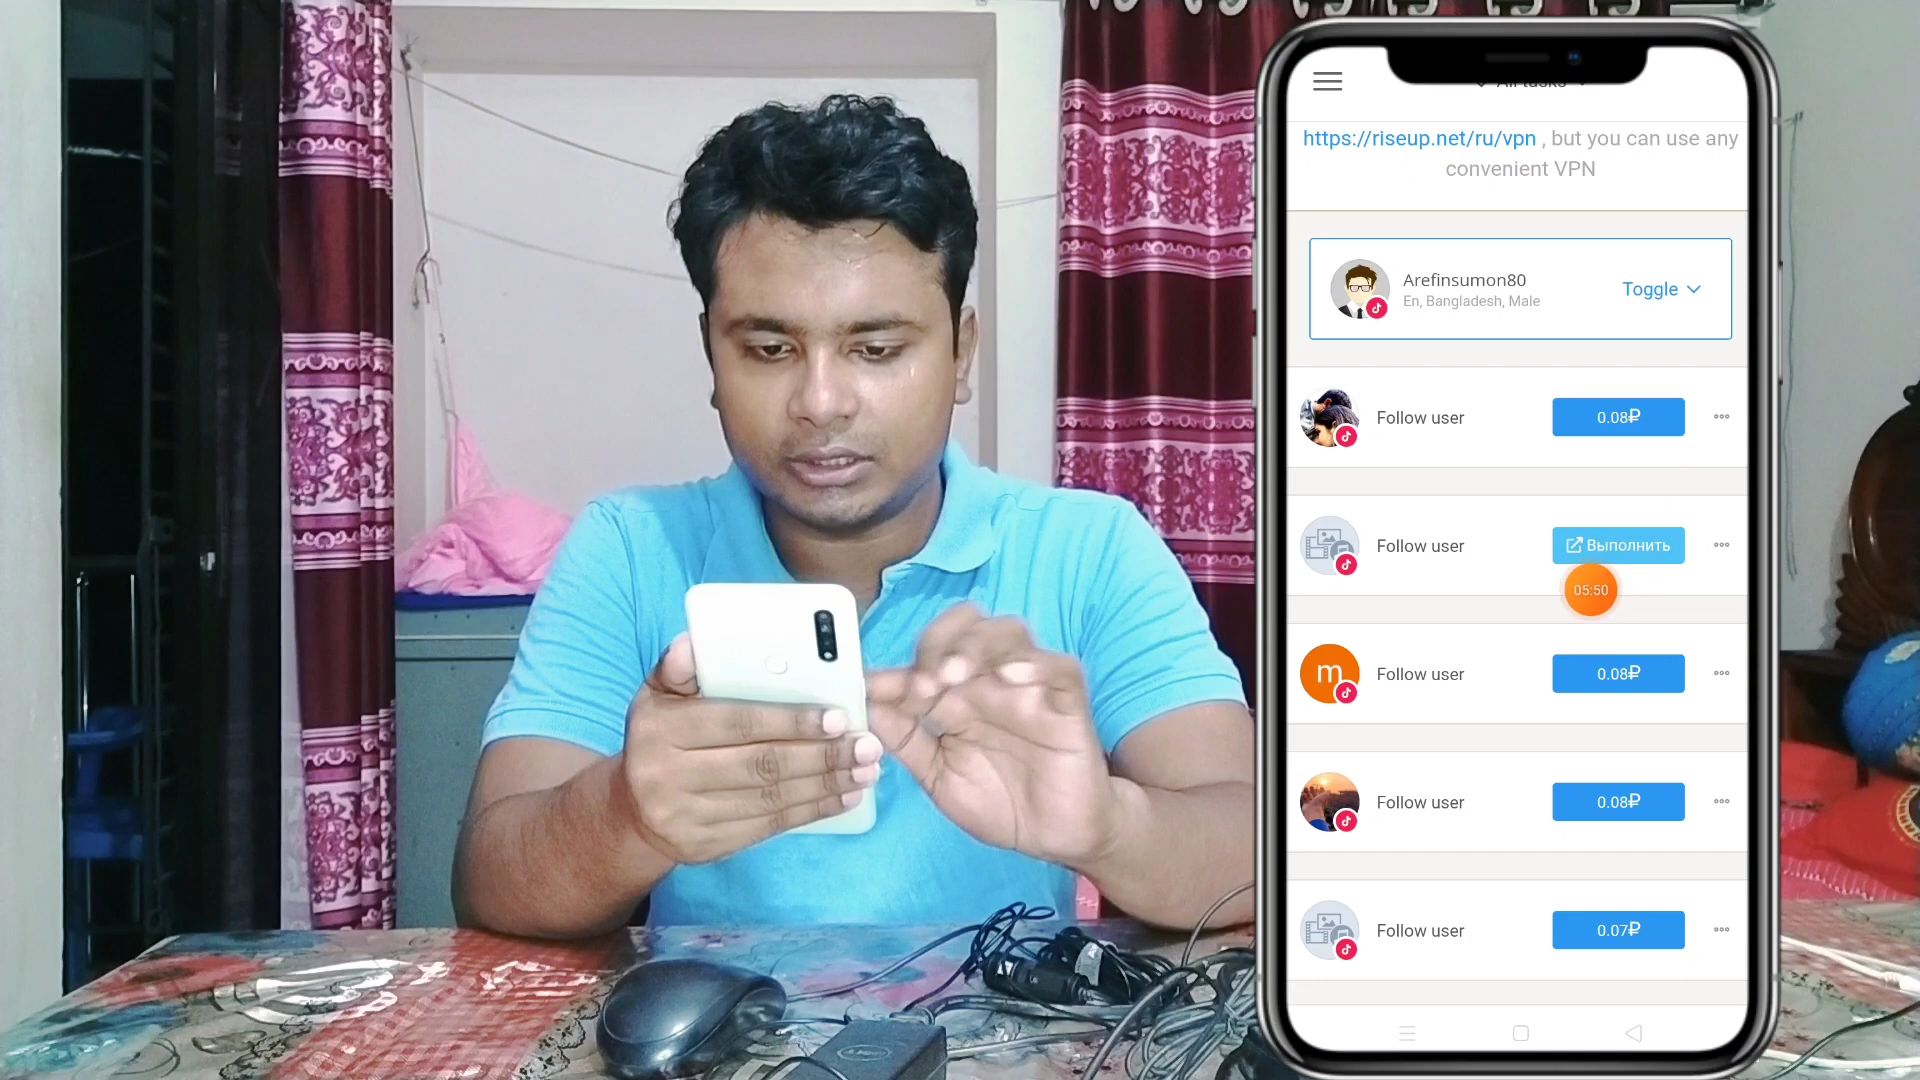 All tasks
https://riseup.net/ru/vpn , but you can use any
convenient VPN
Arefinsumon80
En, Bangladesh, Male
Toggle
Follow user
0.08₽
Follow user
Выполнить
05:50
Follow user
m
0.08₽
Follow user
0.08₽
Follow user
0.07₽